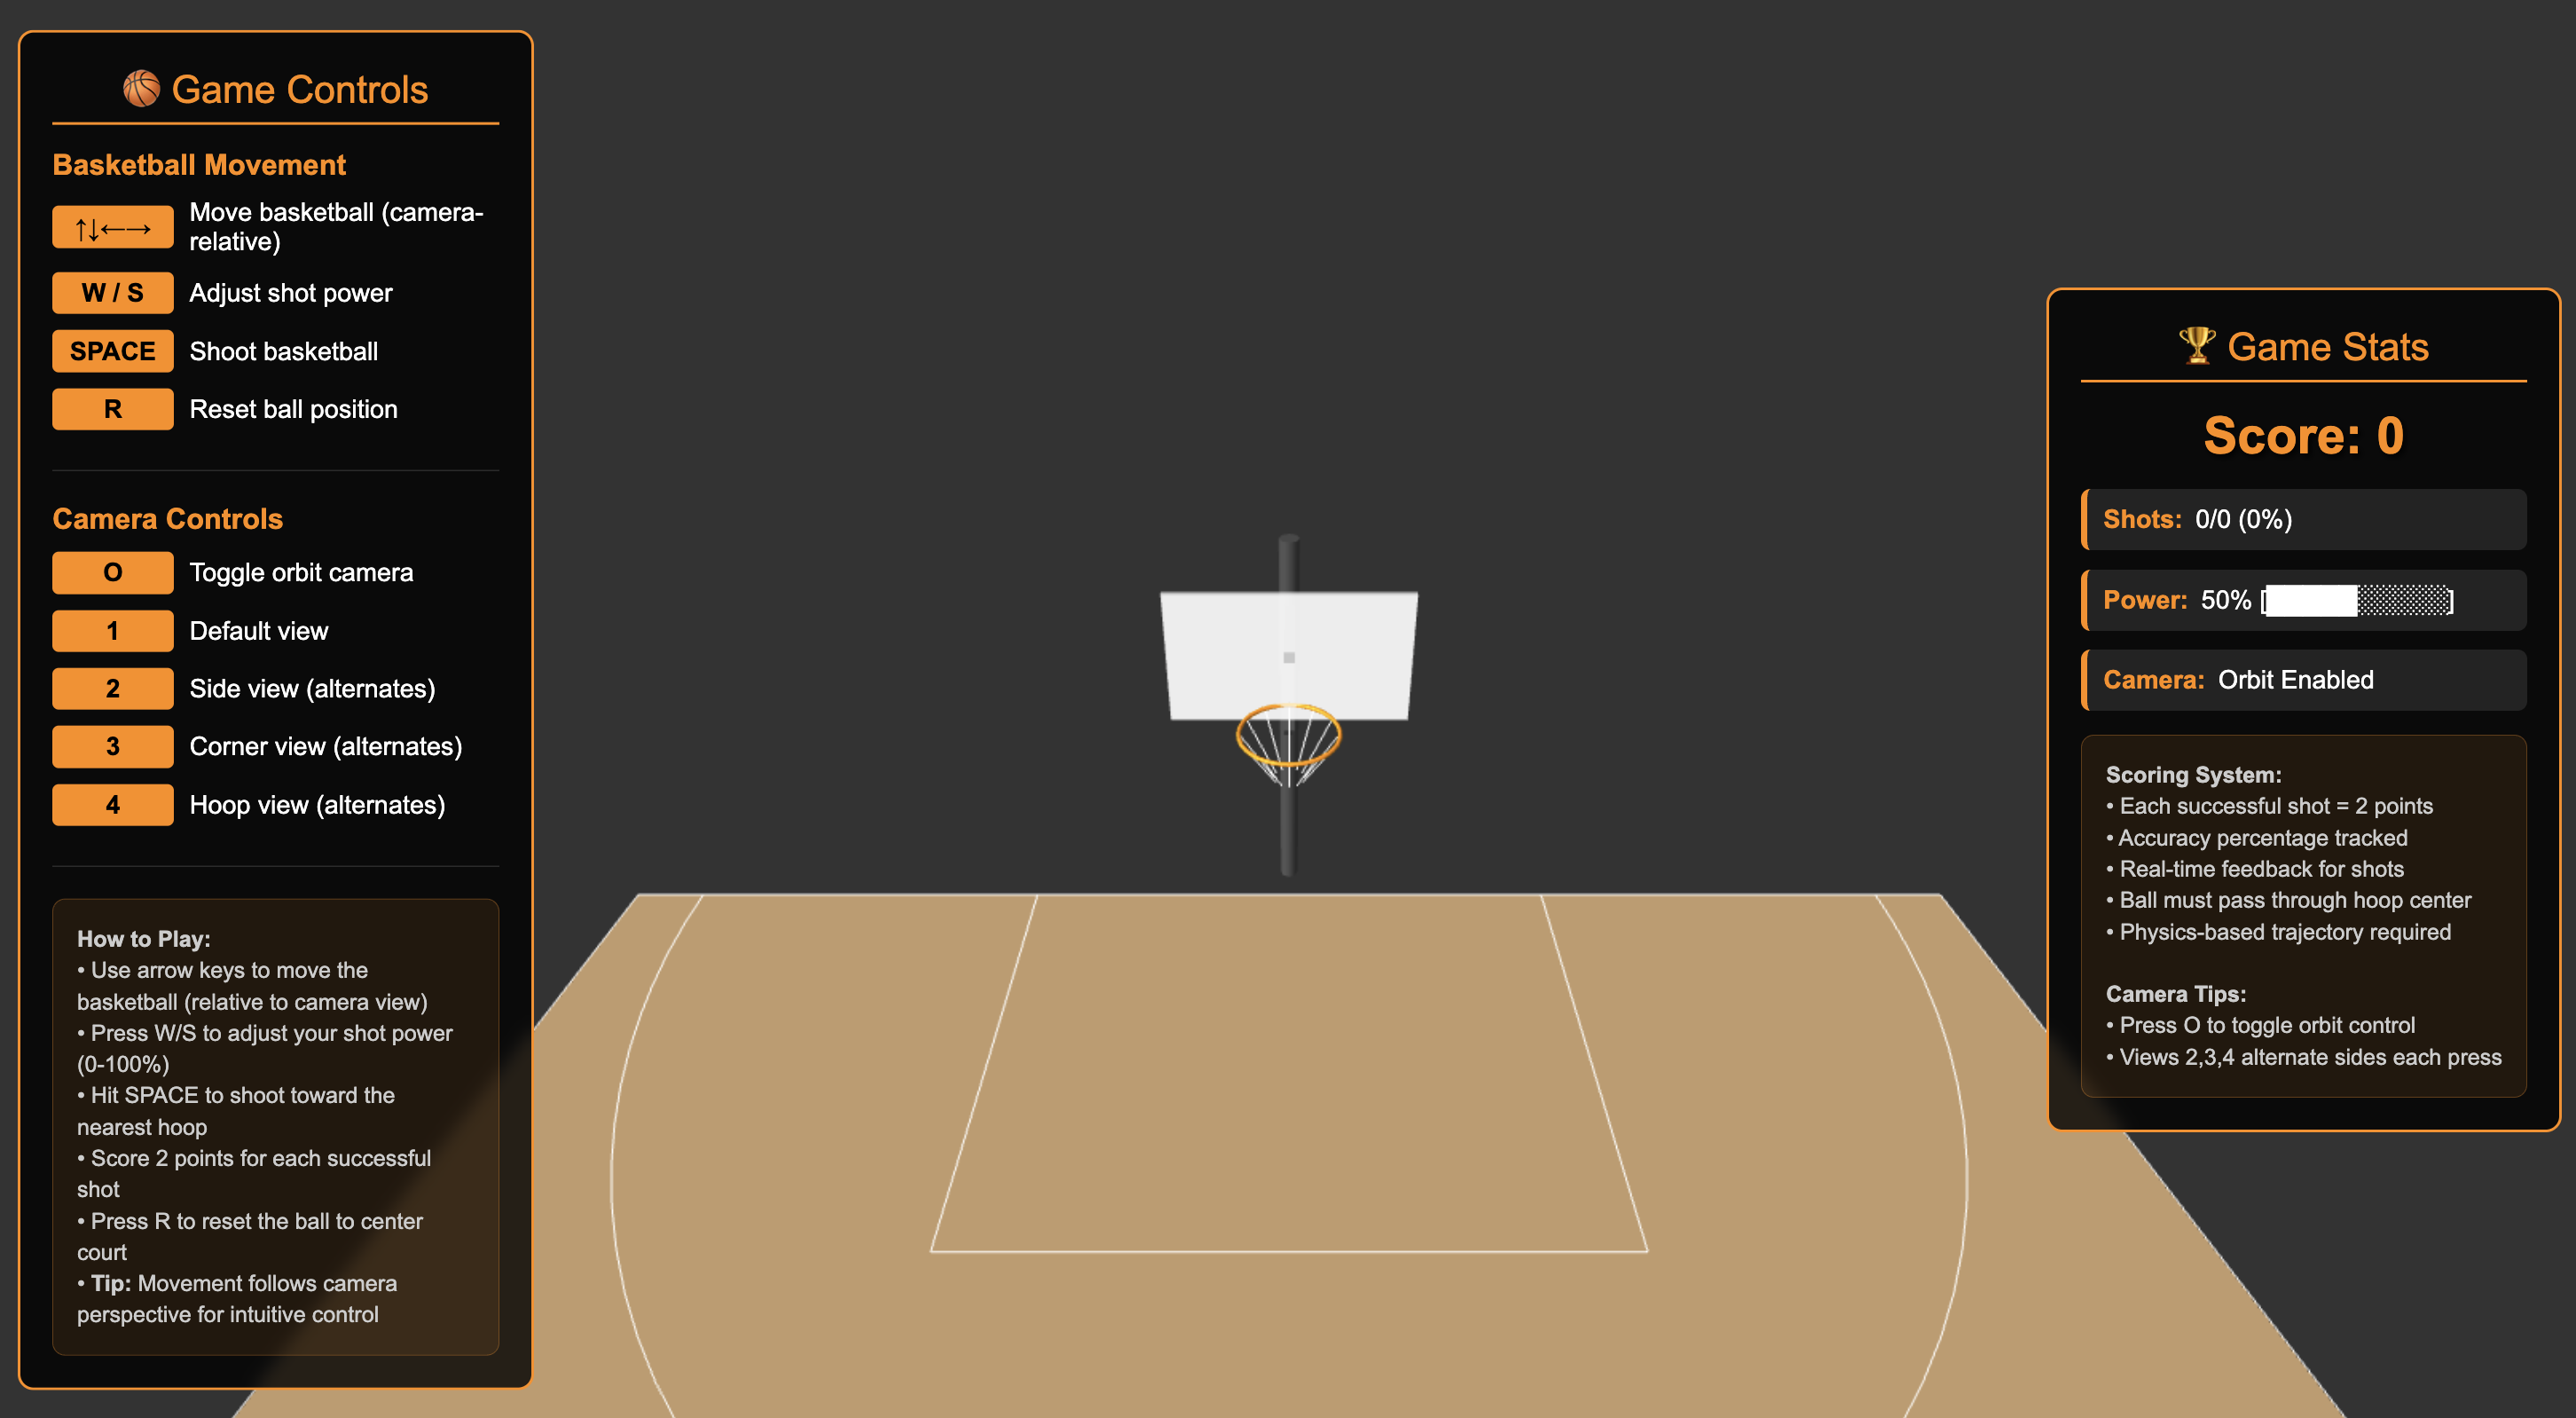 🏀 Game Controls
Basketball Movement
↑↓←→ Move basketball (camera-
relative)
W / S Adjust shot power
SPACE Shoot basketball
R Reset ball position
Camera Controls
O Toggle orbit camera
1 Default view
2 Side view (alternates)
3 Corner view (alternates)
4 Hoop view (alternates)
How to Play:
• Use arrow keys to move the
basketball (relative to camera view)
• Press W/S to adjust your shot power
(0-100%)
• Hit SPACE to shoot toward the
nearest hoop
• Score 2 points for each successful
shot
• Press R to reset the ball to center
court
• Tip: Movement follows camera
perspective for intuitive control
🏆 Game Stats
Score: 0
Shots: 0/0 (0%)
Power: 50% [█████░░░░░]
Camera: Orbit Enabled
Scoring System:
• Each successful shot = 2 points
• Accuracy percentage tracked
• Real-time feedback for shots
• Ball must pass through hoop center
• Physics-based trajectory required
Camera Tips:
• Press O to toggle orbit control
• Views 2,3,4 alternate sides each press